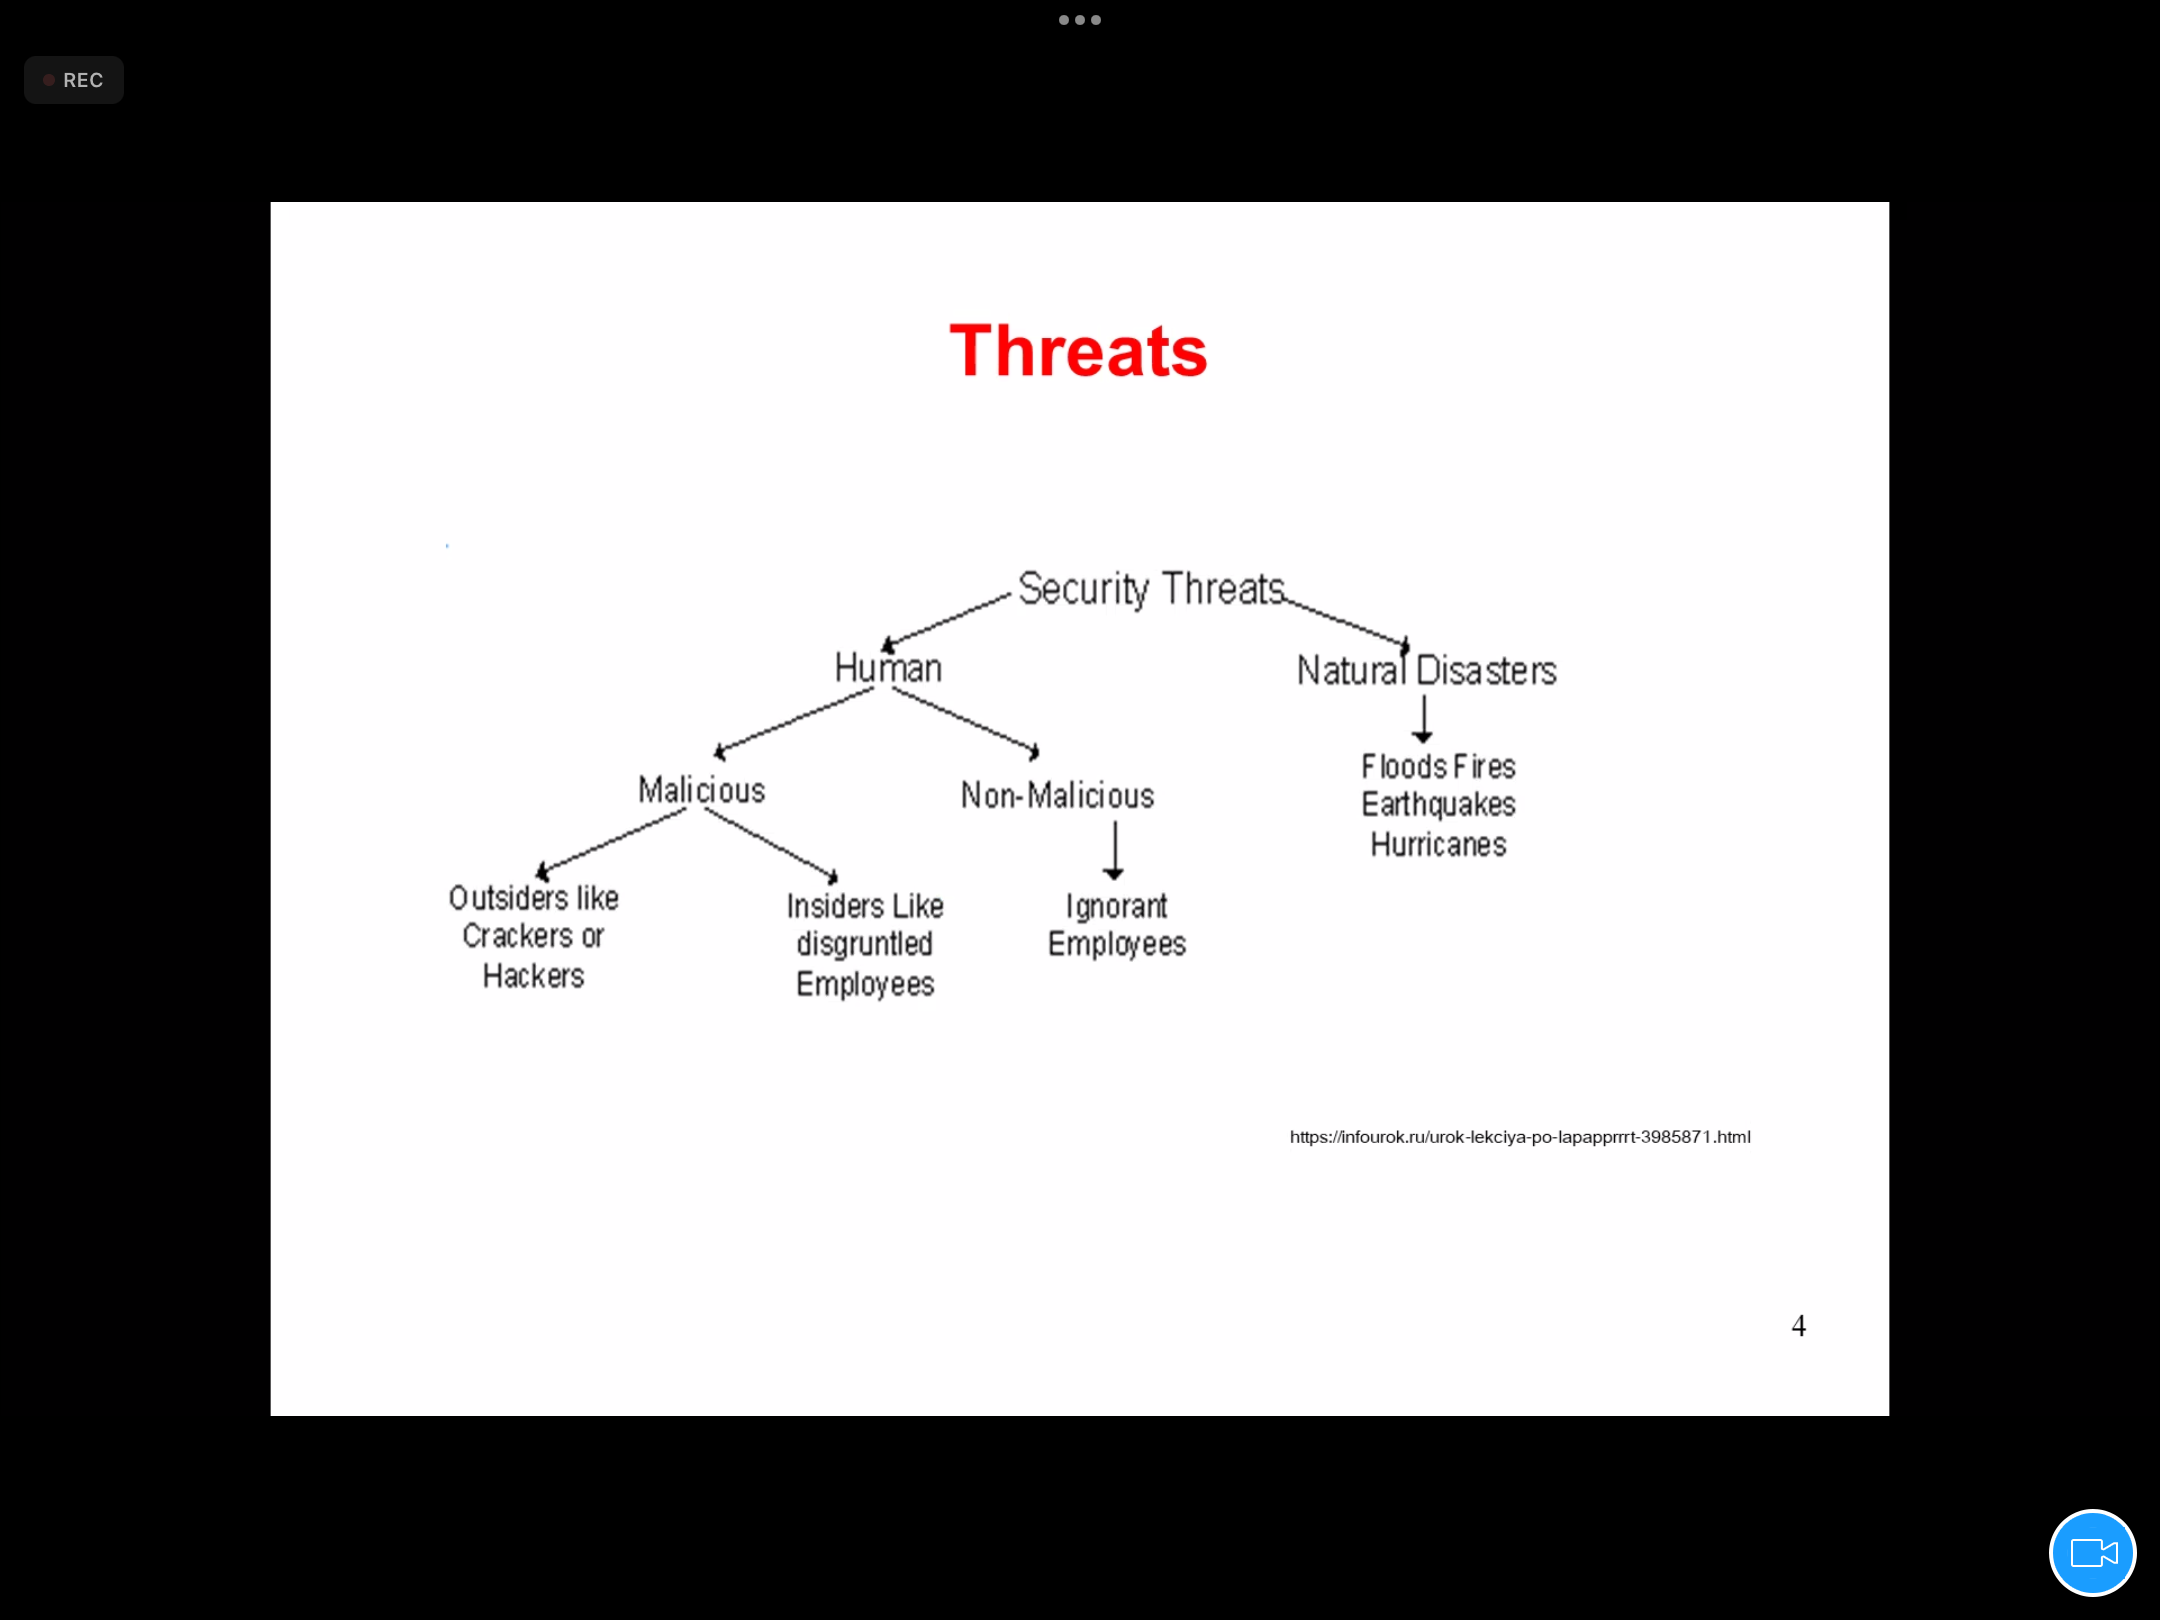 REC
Threats
Security Threats
Human
Natural Disasters
Malicious
Non-Malicious
Floods Fires
Earthquakes
Hurricanes
Outsiders like
Crackers or
Hackers
Insiders Like
disgruntled
Employees
Ignorant
Employees
https://infourok.ru/urok-lekciya-po-lapapprrrt-3985871.html
4